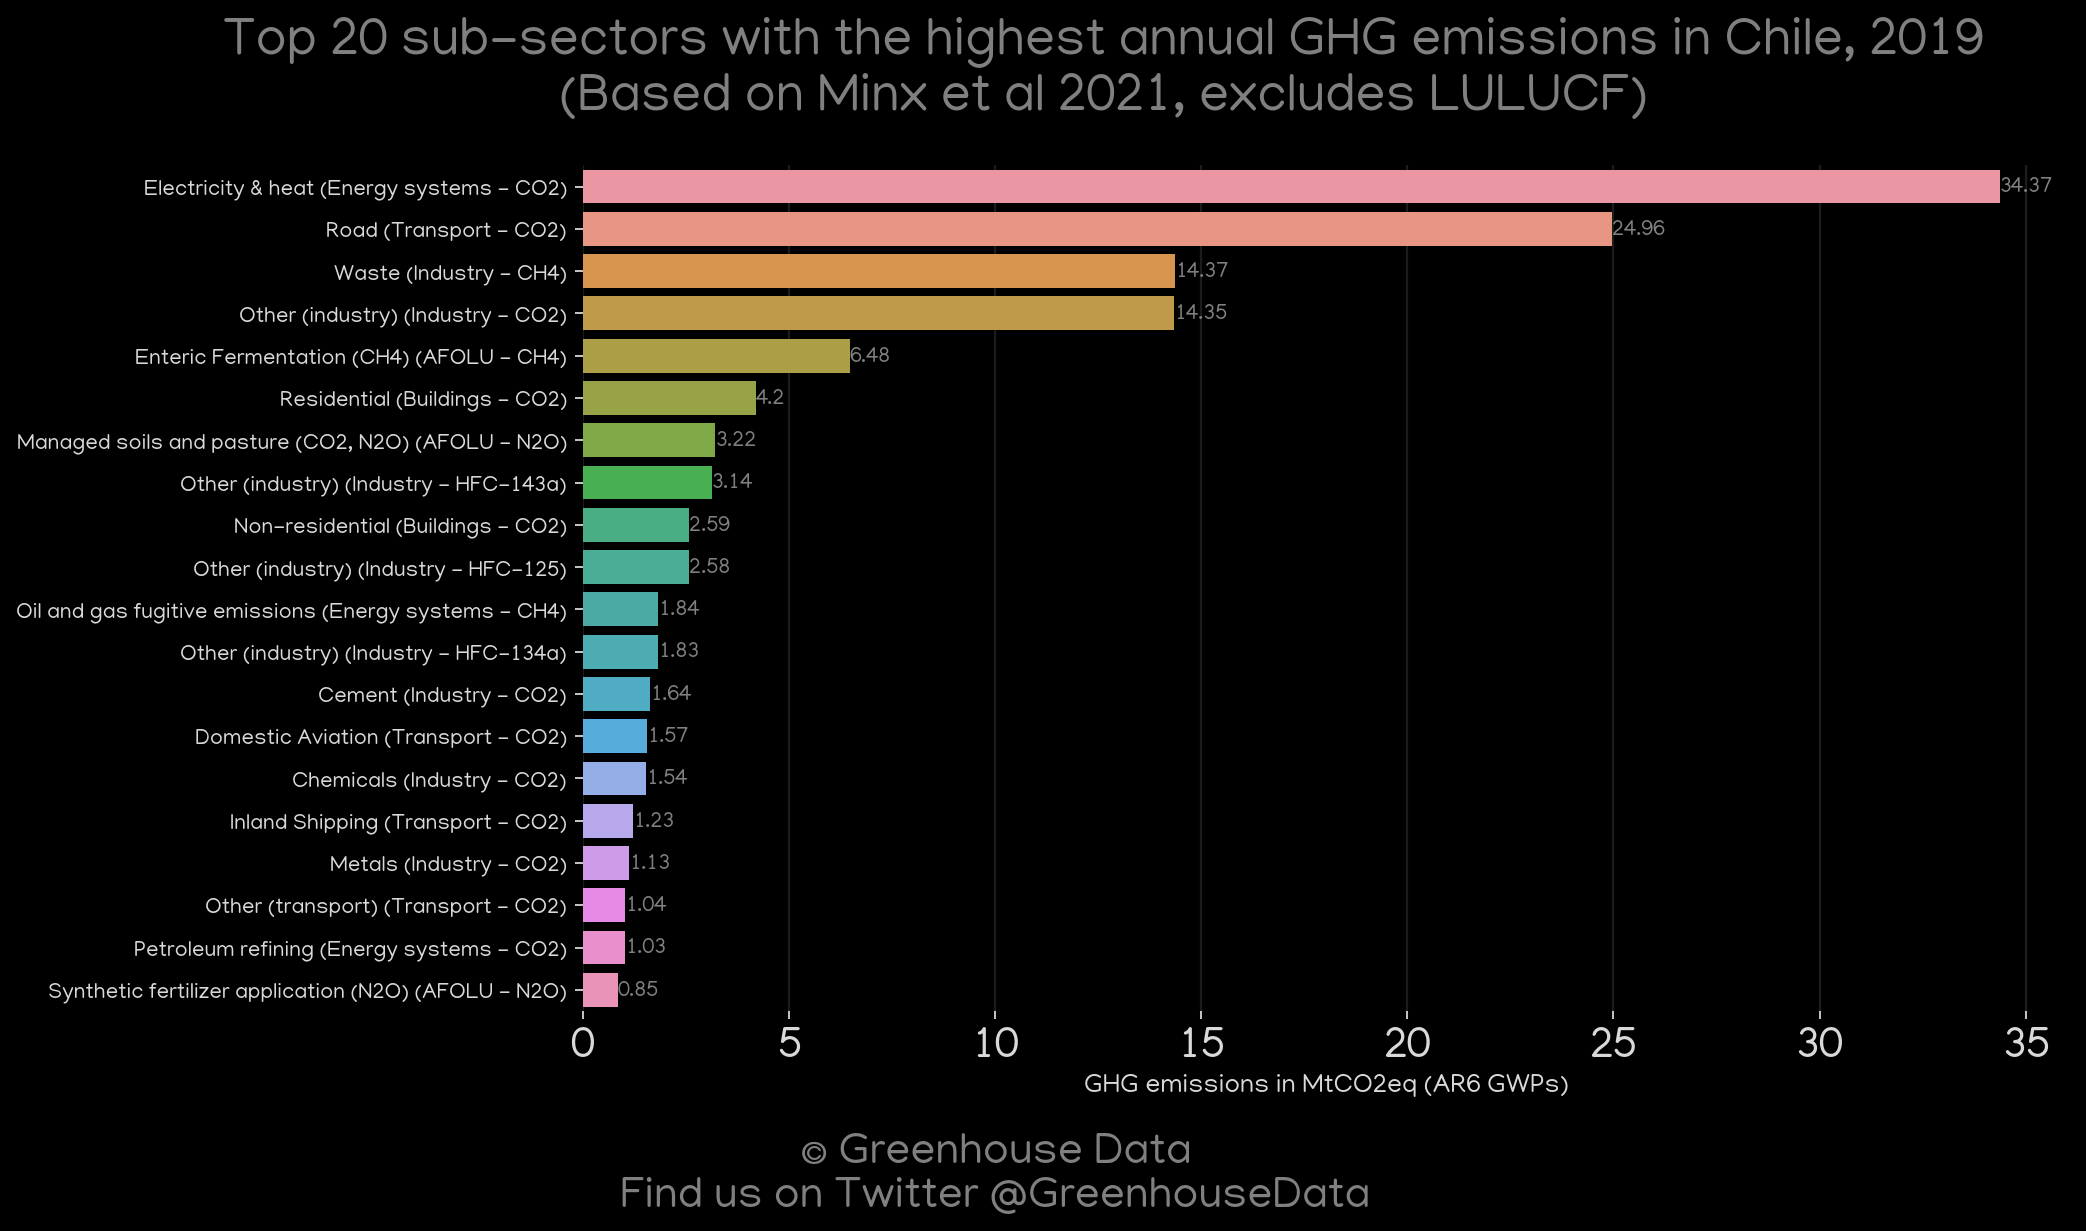 Top 20 sub-sectors with the highest annual GHG emissions in Chile, 2019
(Based on Minx et al 2021, excludes LULUCF)
Electricity & heat (Energy systems - CO2) 34.37
Road (Transport - CO2) 24.96
Waste (Industry - CH4) 14.37
Other (industry) (Industry - CO2) 14.35
Enteric Fermentation (CH4) (AFOLU - CH4) 6.48
Residential (Buildings - CO2) 4.2
Managed soils and pasture (CO2, N2O) (AFOLU - N2O) 3.22
Other (industry) (Industry - HFC-143a) 3.14
Non-residential (Buildings - CO2) 2.59
Other (industry) (Industry - HFC-125) 2.58
Oil and gas fugitive emissions (Energy systems - CH4) 1.84
Other (industry) (Industry - HFC-134a) 1.83
Cement (Industry - CO2) 1.64
Domestic Aviation (Transport - CO2) 1.57
Chemicals (Industry - CO2) 1.54
Inland Shipping (Transport - CO2) 1.23
Metals (Industry - CO2) 1.13
Other (transport) (Transport - CO2) 1.04
Petroleum refining (Energy systems - CO2) 1.03
Synthetic fertilizer application (N2O) (AFOLU - N2O) 0.85
0 5 10 15 20 25 30 35
GHG emissions in MtCO2eq (AR6 GWPs)
© Greenhouse Data
Find us on Twitter @GreenhouseData